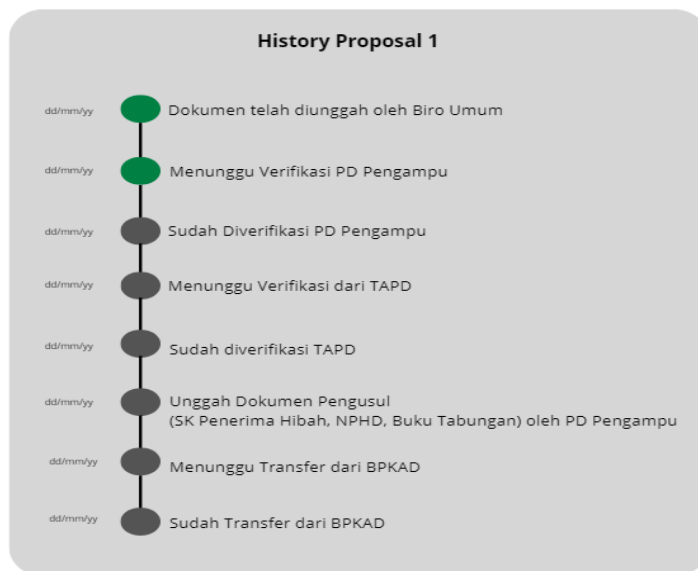 History Proposal 1
dd/mm/yy Dokumen telah diunggah oleh Biro Umum
dd/mm/yy Menunggu Verifikasi PD Pengampu
dd/mm/yy Sudah Diverifikasi PD Pengampu
dd/mm/yy Menunggu Verifikasi dari TAPD
dd/mm/yy Sudah diverifikasi TAPD
dd/mm/yy Unggah Dokumen Pengusul
(SK Penerima Hibah, NPHD, Buku Tabungan) oleh PD Pengampu
dd/mm/yy Menunggu Transfer dari BPKAD
dd/mm/yy Sudah Transfer dari BPKAD